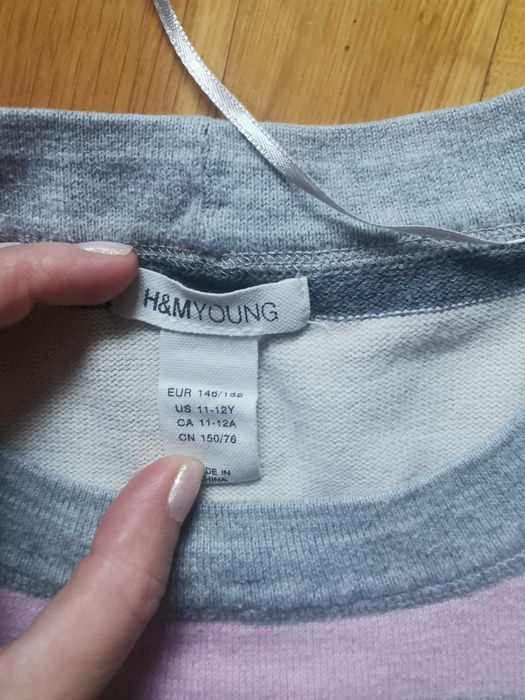 H&MYOUNG
EUR 146/152
US 11-12Y
CA 11-12A
CN 150/76
DE IN
HINA